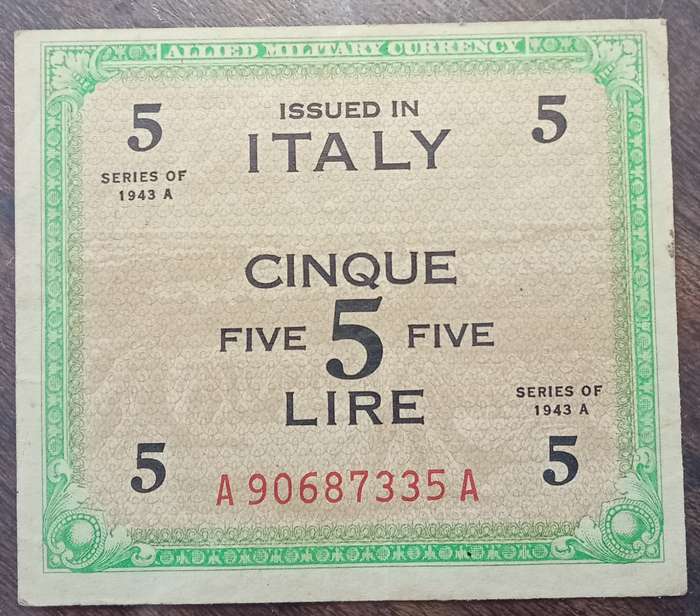 ALLIED MILITARY CURRENCY
5 ISSUED IN 5
ITALY
SERIES OF
1943 A
CINQUE
FIVE 5 FIVE
LIRE
SERIES OF
1943 A
5 5
A90687335A